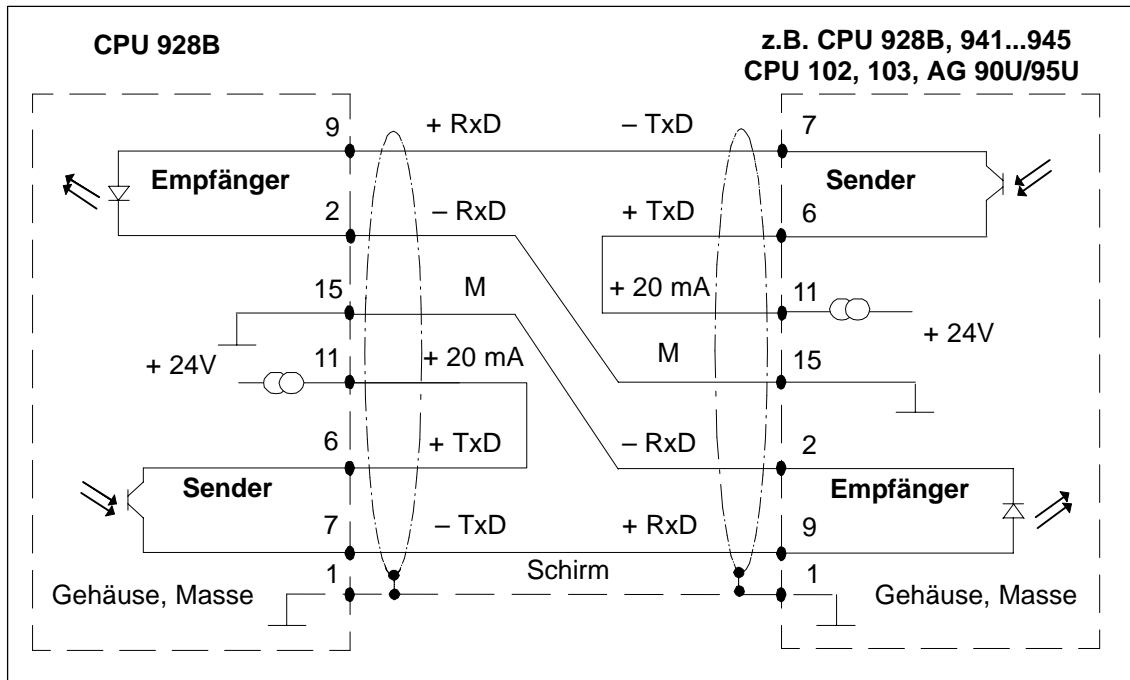 CPU 928B
z.B. CPU 928B, 941...945
CPU 102, 103, AG 90U/95U
9
+ RxD
– TxD
7
Empfänger
Sender
2
– RxD
+ TxD
6
15
M
+ 20 mA
11
+ 24V
+ 24V
11
+ 20 mA
M
15
6
+ TxD
– RxD
2
Sender
Empfänger
7
– TxD
+ RxD
9
1
Schirm
1
Gehäuse, Masse
Gehäuse, Masse